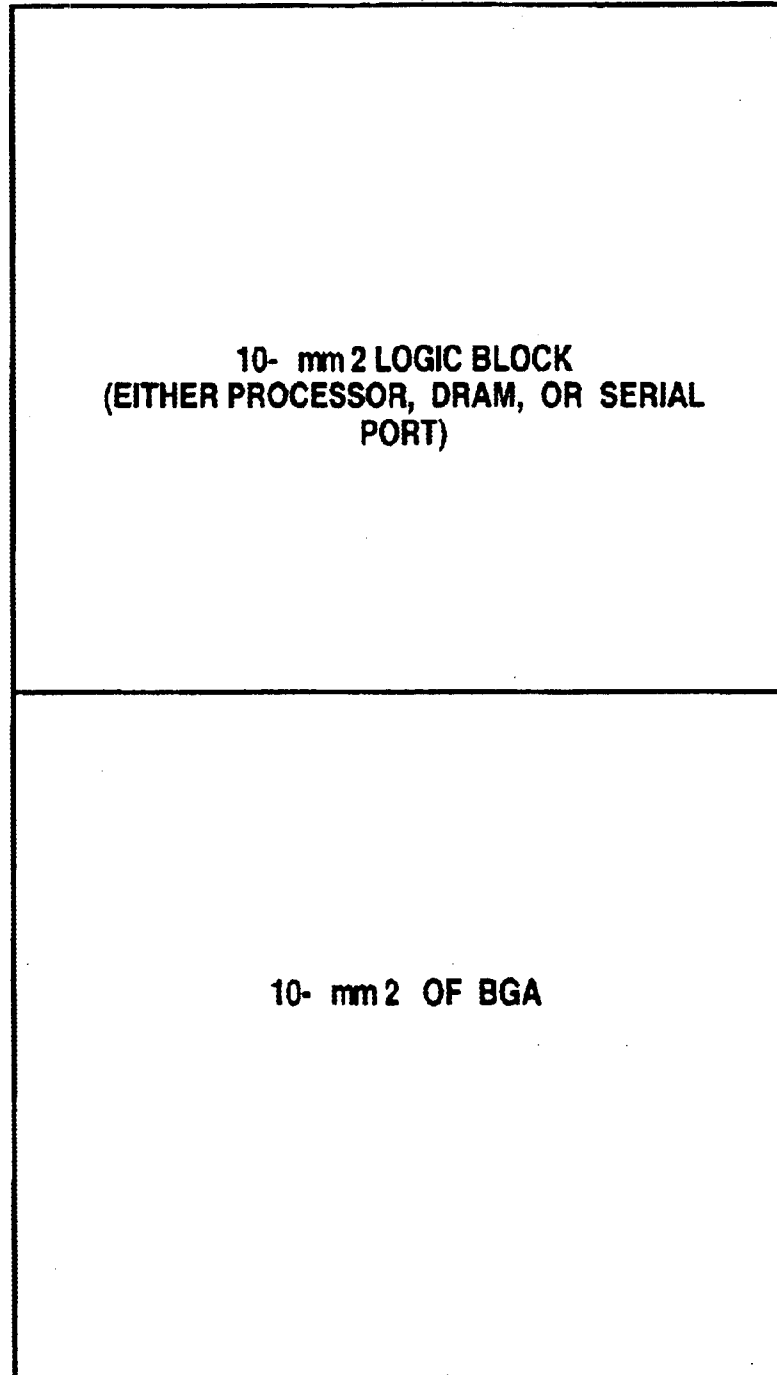 10- mm 2 LOGIC BLOCK
(EITHER PROCESSOR, DRAM, OR SERIAL
PORT)
10- mm 2 OF BGA